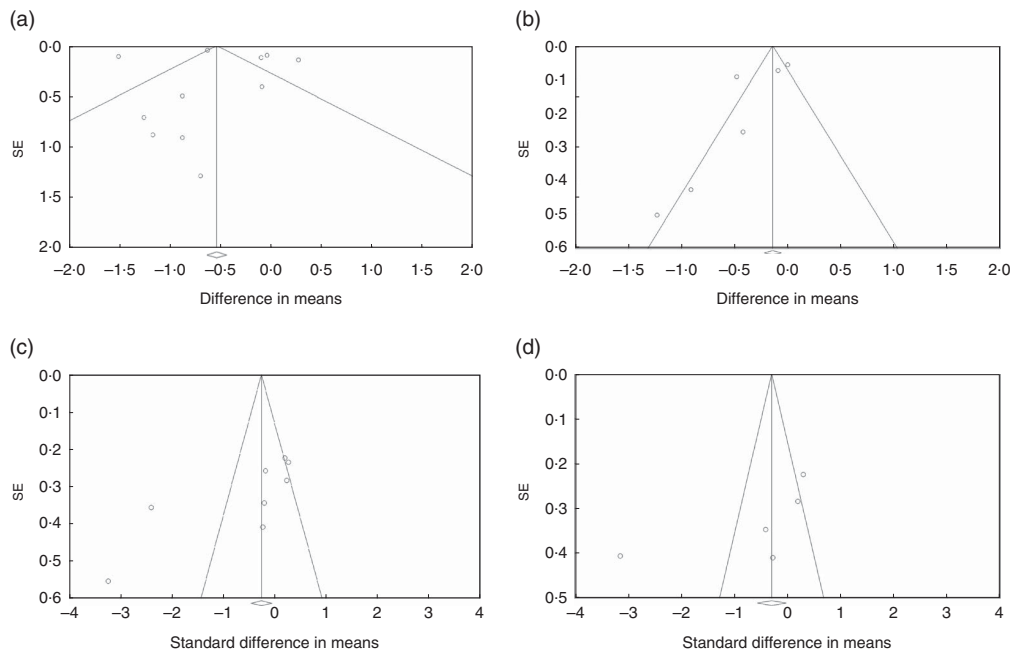 (a)
0·0
0·5
1·0
1·5
2·0
SE
−2·0 −1·5 −1·0 −0·5 0·0 0·5 1·0 1·5 2·0
Difference in means
(b)
0·0
0·1
0·2
0·3
0·4
0·5
0·6
SE
−2·0 −1·5 −1·0 −0·5 0·0 0·5 1·0 1·5 2·0
Difference in means
(c)
0·0
0·1
0·2
0·3
0·4
0·5
0·6
SE
−4 −3 −2 −1 0 1 2 3 4
Standard difference in means
(d)
0·0
0·1
0·2
0·3
0·4
0·5
SE
−4 −3 −2 −1 0 1 2 3 4
Standard difference in means